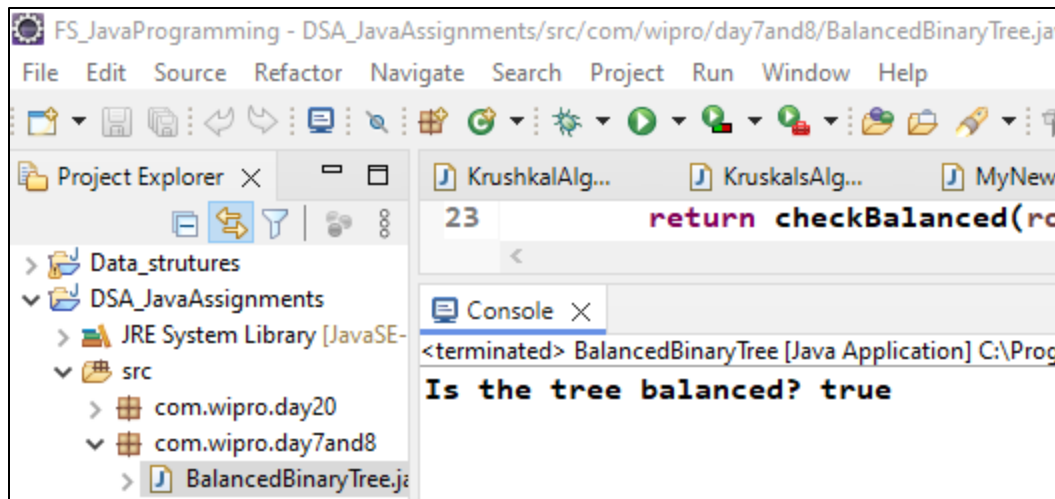 FS_JavaProgramming - DSA_JavaAssignments/src/com/wipro/day7and8/BalancedBinaryTree.ja
File Edit Source Refactor Navigate Search Project Run Window Help
Project Explorer
KrushkalAlg... KruskalsAlg... MyNew
23 return checkBalanced(ro
Data_strutures
DSA_JavaAssignments
JRE System Library [JavaSE-
src
com.wipro.day20
com.wipro.day7and8
BalancedBinaryTree.ja
Console
<terminated> BalancedBinaryTree [Java Application] C:\Prog
Is the tree balanced? true